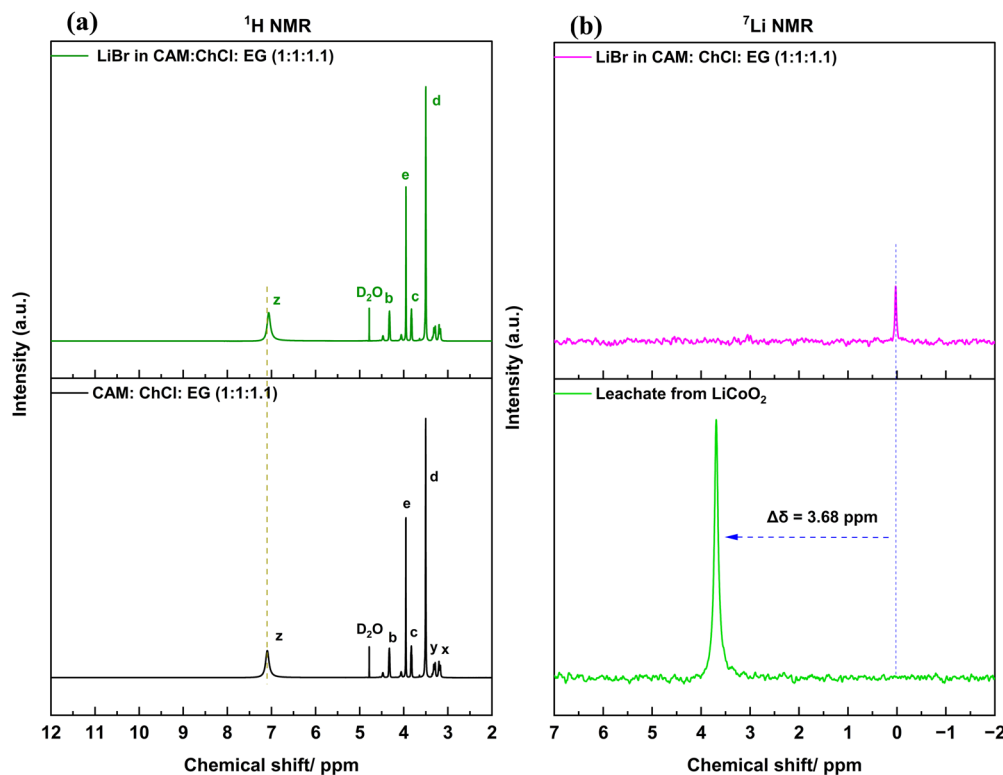 (a)
¹H NMR
LiBr in CAM:ChCl: EG (1:1:1.1)
d
e
D₂O
b
c
z
CAM: ChCl: EG (1:1:1.1)
d
e
D₂O
b
c
y
x
z
Intensity (a.u.)
12 11 10 9 8 7 6 5 4 3 2
Chemical shift/ ppm
(b)
⁷Li NMR
LiBr in CAM: ChCl: EG (1:1:1.1)
Leachate from LiCoO₂
Δδ = 3.68 ppm
Intensity (a.u.)
7 6 5 4 3 2 1 0 −1 −2
Chemical shift/ ppm